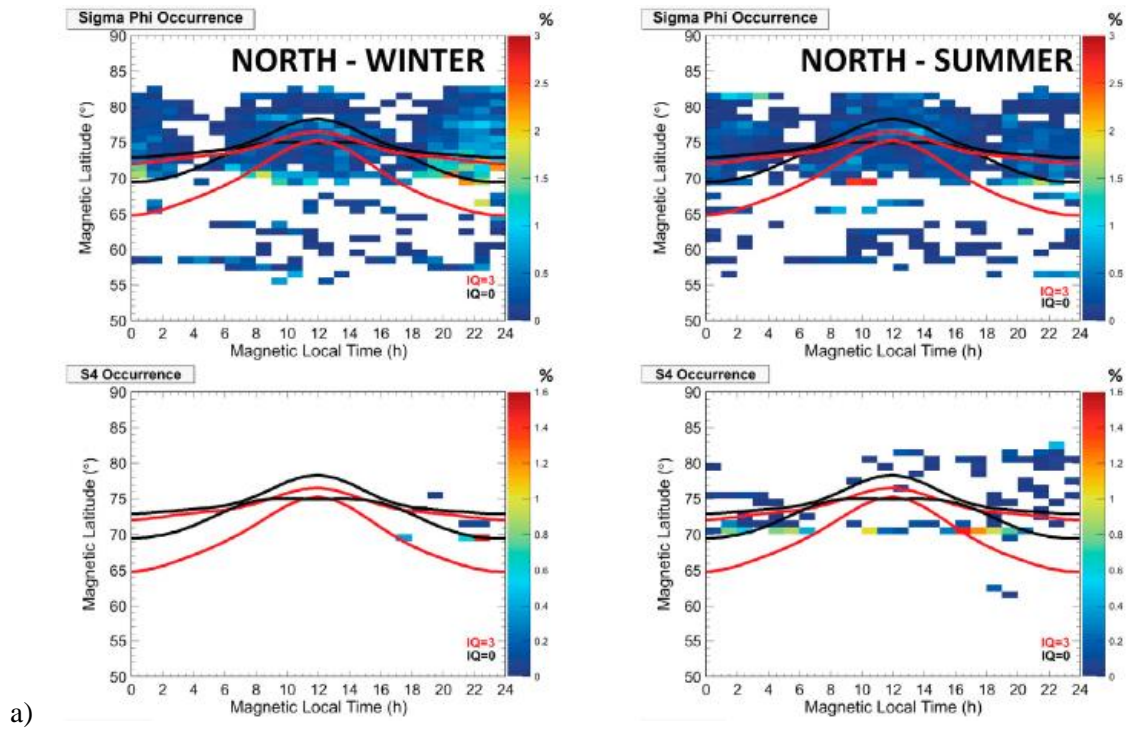 Sigma Phi Occurrence
%
NORTH - WINTER
Magnetic Latitude (°)
90
85
80
75
70
65
60
55
50
0 2 4 6 8 10 12 14 16 18 20 22 24
Magnetic Local Time (h)
IQ=3
IQ=0
3
2.5
2
1.5
1
0.5
0
Sigma Phi Occurrence
%
NORTH - SUMMER
Magnetic Latitude (°)
90
85
80
75
70
65
60
55
50
0 2 4 6 8 10 12 14 16 18 20 22 24
Magnetic Local Time (h)
IQ=3
IQ=0
3
2.5
2
1.5
1
0.5
0
S4 Occurrence
%
Magnetic Latitude (°)
90
85
80
75
70
65
60
55
50
0 2 4 6 8 10 12 14 16 18 20 22 24
Magnetic Local Time (h)
IQ=3
IQ=0
1.6
1.4
1.2
1
0.8
0.6
0.4
0.2
0
S4 Occurrence
%
Magnetic Latitude (°)
90
85
80
75
70
65
60
55
50
0 2 4 6 8 10 12 14 16 18 20 22 24
Magnetic Local Time (h)
IQ=3
IQ=0
1.6
1.4
1.2
1
0.8
0.6
0.4
0.2
0
a)